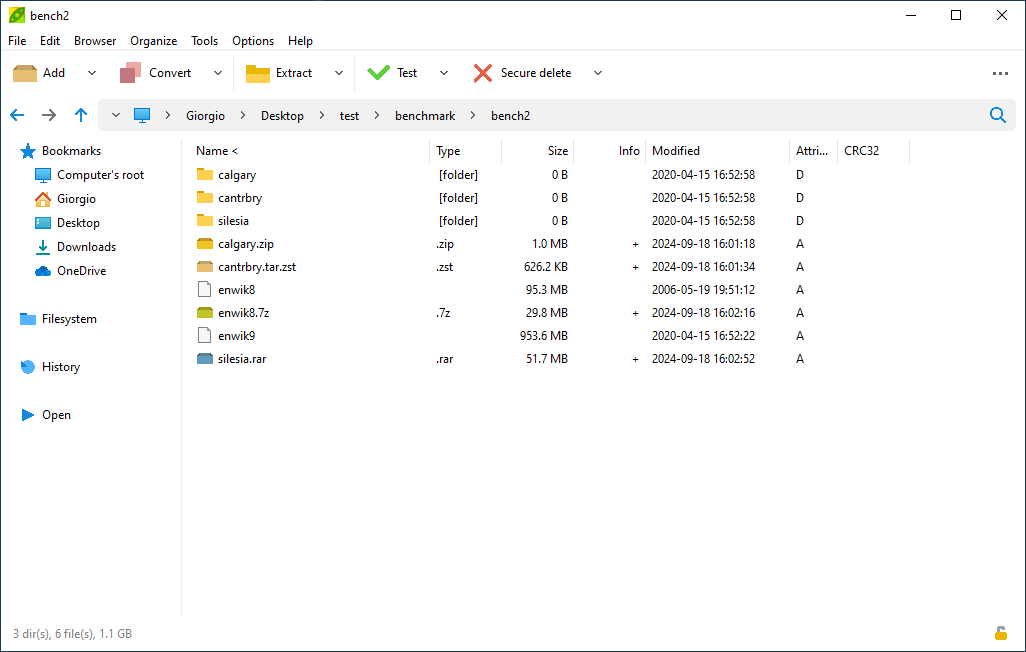 bench2
File Edit Browser Organize Tools Options Help
Add Convert Extract Test Secure delete ...
Giorgio > Desktop > test > benchmark > bench2
Bookmarks
Computer's root
Giorgio
Desktop
Downloads
OneDrive
Filesystem
History
Open
Name < Type Size Info Modified Attri... CRC32
calgary [folder] 0 B 2020-04-15 16:52:58 D
cantrbry [folder] 0 B 2020-04-15 16:52:58 D
silesia [folder] 0 B 2020-04-15 16:52:58 D
calgary.zip .zip 1.0 MB + 2024-09-18 16:01:18 A
cantrbry.tar.zst .zst 626.2 KB + 2024-09-18 16:01:34 A
enwik8 95.3 MB 2006-05-19 19:51:12 A
enwik8.7z .7z 29.8 MB + 2024-09-18 16:02:16 A
enwik9 953.6 MB 2020-04-15 16:52:22 A
silesia.rar .rar 51.7 MB + 2024-09-18 16:02:52 A
3 dir(s), 6 file(s), 1.1 GB